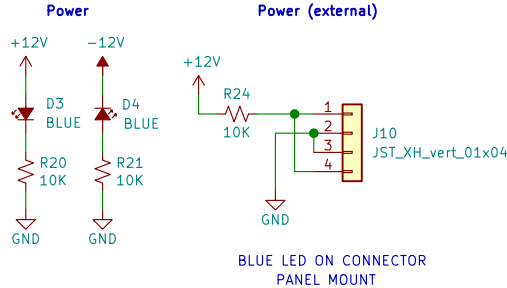 Power
Power (external)
+12V
-12V
+12V
D3
BLUE
D4
BLUE
R24
10K
1
2
3
4
J10
JST_XH_vert_01x04
R20
10K
R21
10K
GND
GND
GND
BLUE LED ON CONNECTOR
PANEL MOUNT